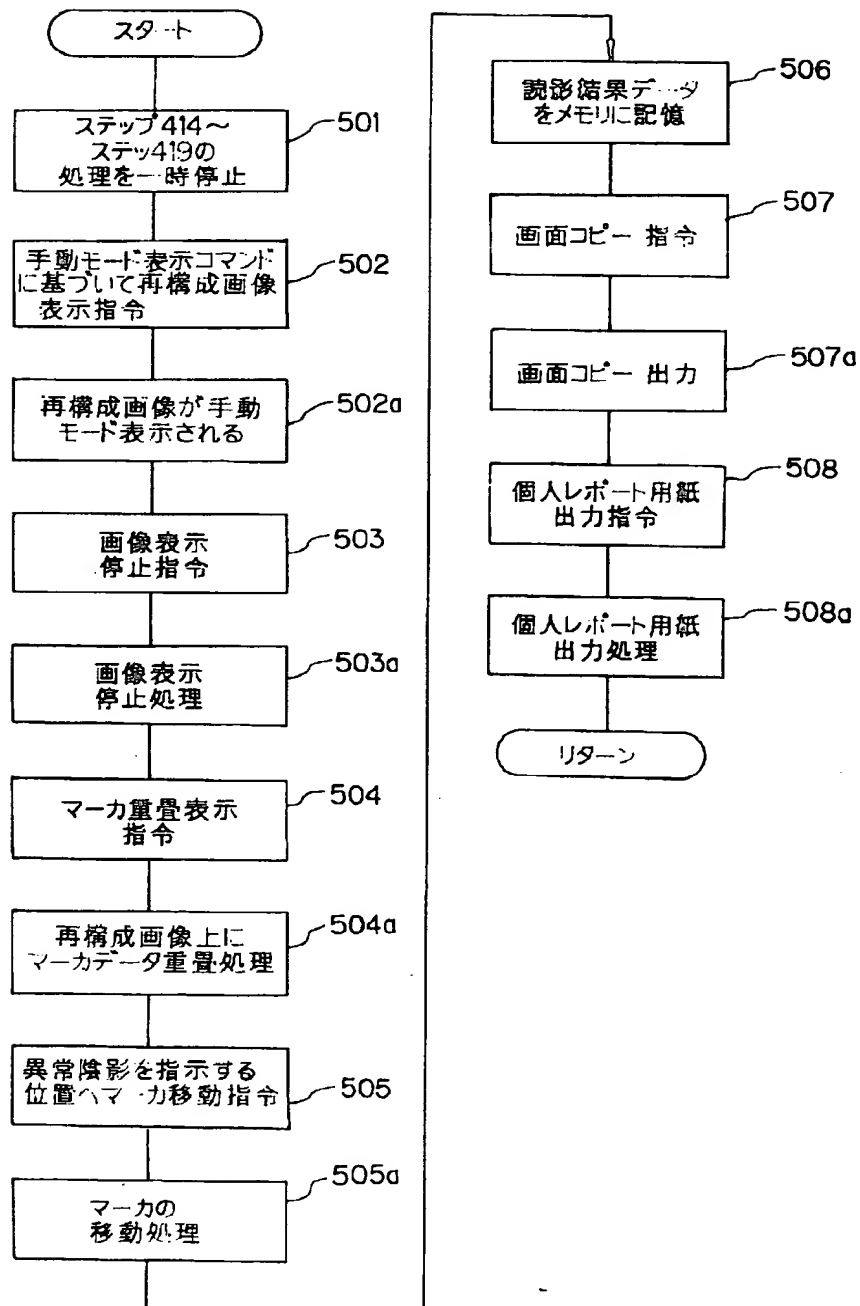 スタート
ステップ414～
ステッ419の
処理を一時停止
501
手動モード表示コマンド
に基づいて再構成画像
表示指令
502
再構成画像が手動
モード表示される
502a
画像表示
停止指令
503
画像表示
停止処理
503a
マーカ重畳表示
指令
504
再構成画像上に
マーカデータ重畳処理
504a
異常陰影を指示する
位置へマーカ移動指令
505
マーカの
移動処理
505a
読影結果データ
をメモリに記憶
506
画面コピー指令
507
画面コピー出力
507a
個人レポート用紙
出力指令
508
個人レポート用紙
出力処理
508a
リターン